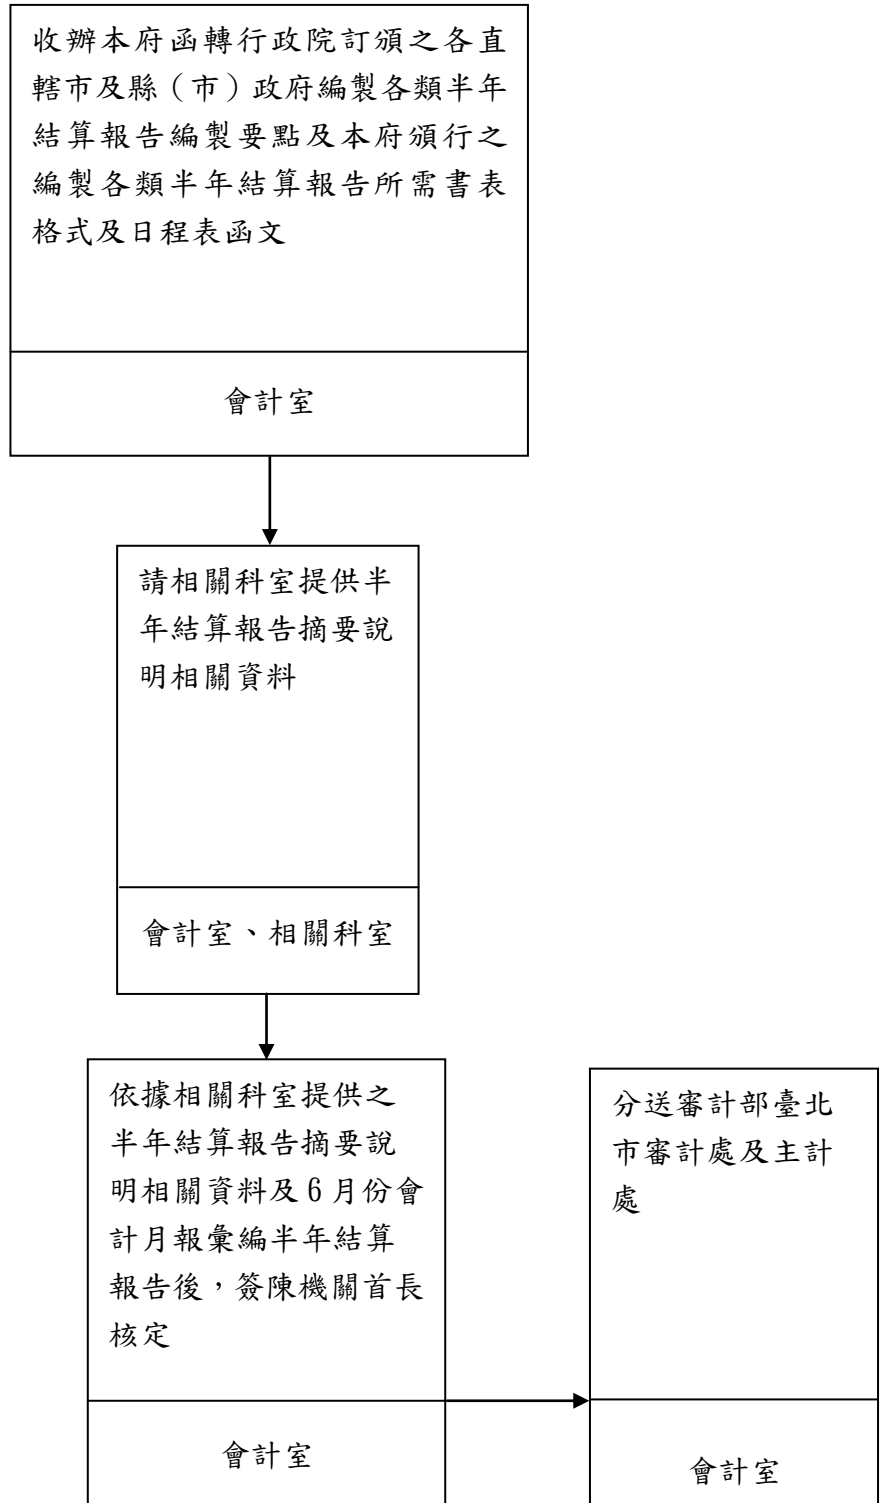 收辦本府函轉行政院訂頒之各直
轄市及縣（市）政府編製各類半年
結算報告編製要點及本府頒行之
編製各類半年結算報告所需書表
格式及日程表函文
會計室
請相關科室提供半
年結算報告摘要說
明相關資料
會計室、相關科室
依據相關科室提供之
半年結算報告摘要說
明相關資料及6月份會
計月報彙編半年結算
報告後，簽陳機關首長
核定
會計室
分送審計部臺北
市審計處及主計
處
會計室